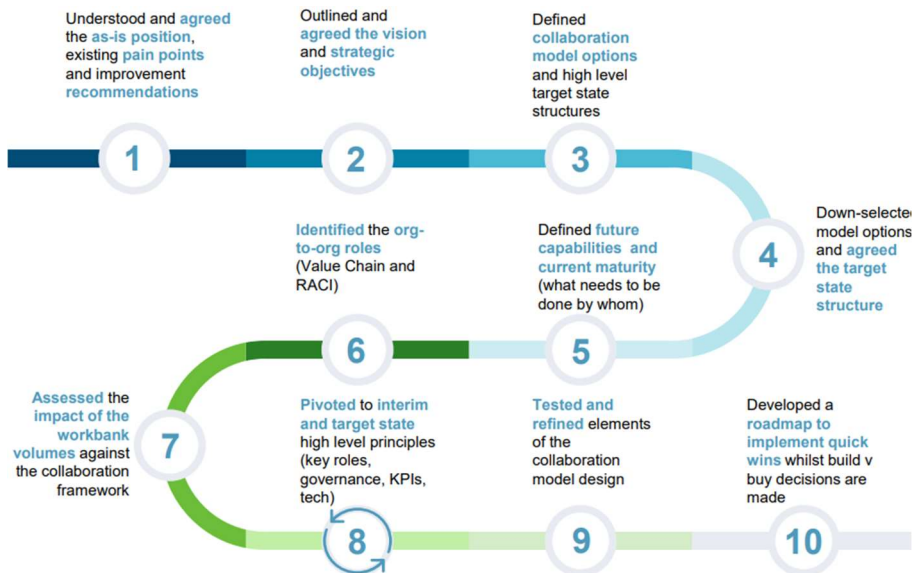 Understood and agreed
the as-is position,
existing pain points
and improvement
recommendations
1
Outlined and
agreed the vision
and strategic
objectives
2
Defined
collaboration
model options
and high level
target state
structures
3
Down-selected
model options
and agreed
the target
state
structure
4
Defined future
capabilities and
current maturity
(what needs to be
done by whom)
5
Identified the org-
to-org roles
(Value Chain and
RACI)
6
Assessed the
impact of the
workbank
volumes against
the collaboration
framework
7
Pivoted to interim
and target state
high level principles
(key roles,
governance, KPIs,
tech)
8
Tested and
refined elements
of the
collaboration
model design
9
Developed a
roadmap to
implement quick
wins whilst build v
buy decisions are
made
10